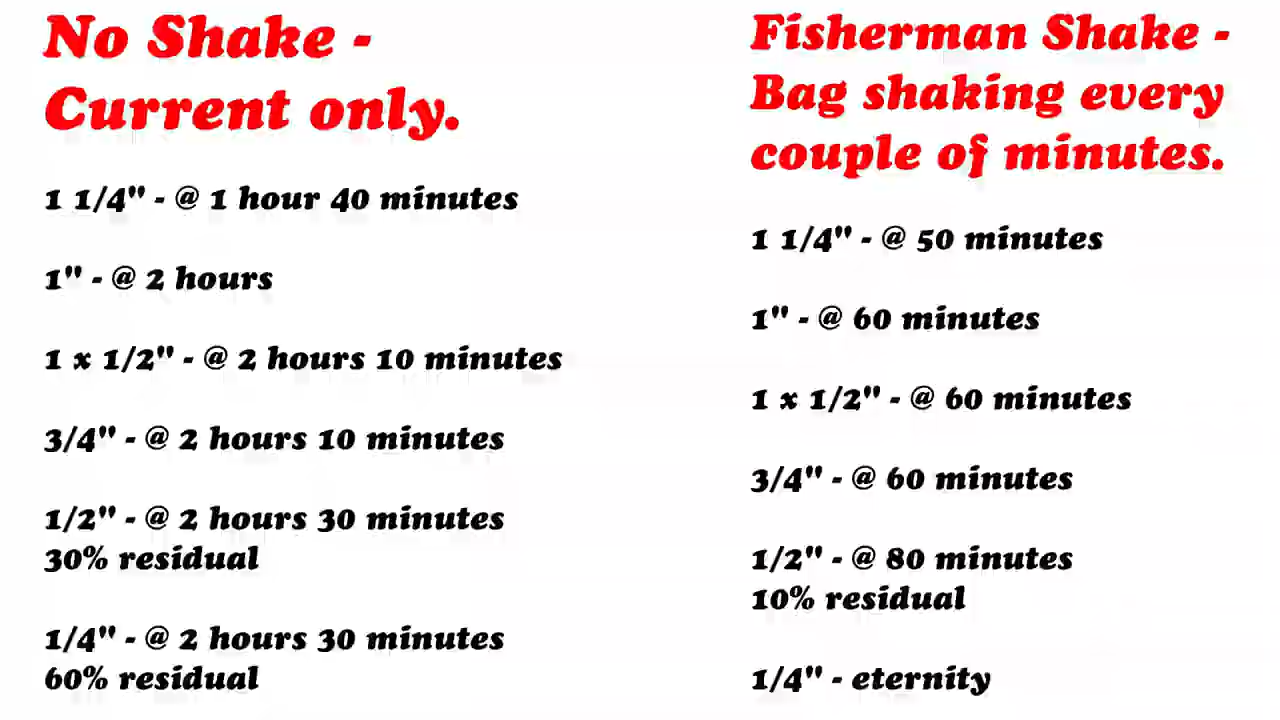 No Shake -
Current only.
1 1/4" - @ 1 hour 40 minutes
1" - @ 2 hours
1 x 1/2" - @ 2 hours 10 minutes
3/4" - @ 2 hours 10 minutes
1/2" - @ 2 hours 30 minutes
30% residual
1/4" - @ 2 hours 30 minutes
60% residual
Fisherman Shake -
Bag shaking every
couple of minutes.
1 1/4" - @ 50 minutes
1" - @ 60 minutes
1 x 1/2" - @ 60 minutes
3/4" - @ 60 minutes
1/2" - @ 80 minutes
10% residual
1/4" - eternity